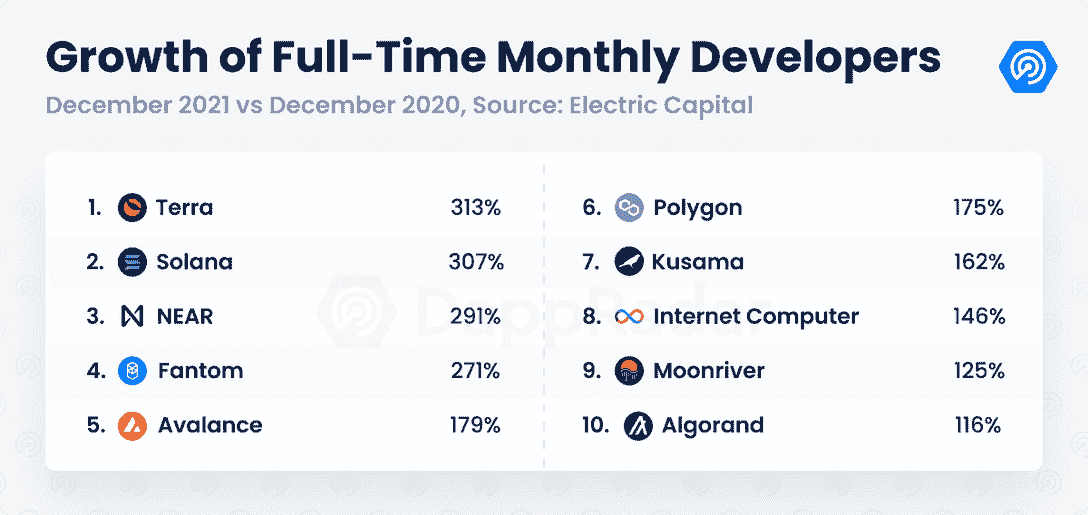 Growth of Full-Time Monthly Developers
December 2021 vs December 2020, Source: Electric Capital
1. Terra 313%
2. Solana 307%
3. NEAR 291%
4. Fantom 271%
5. Avalance 179%
6. Polygon 175%
7. Kusama 162%
8. Internet Computer 146%
9. Moonriver 125%
10. Algorand 116%
DappRadar